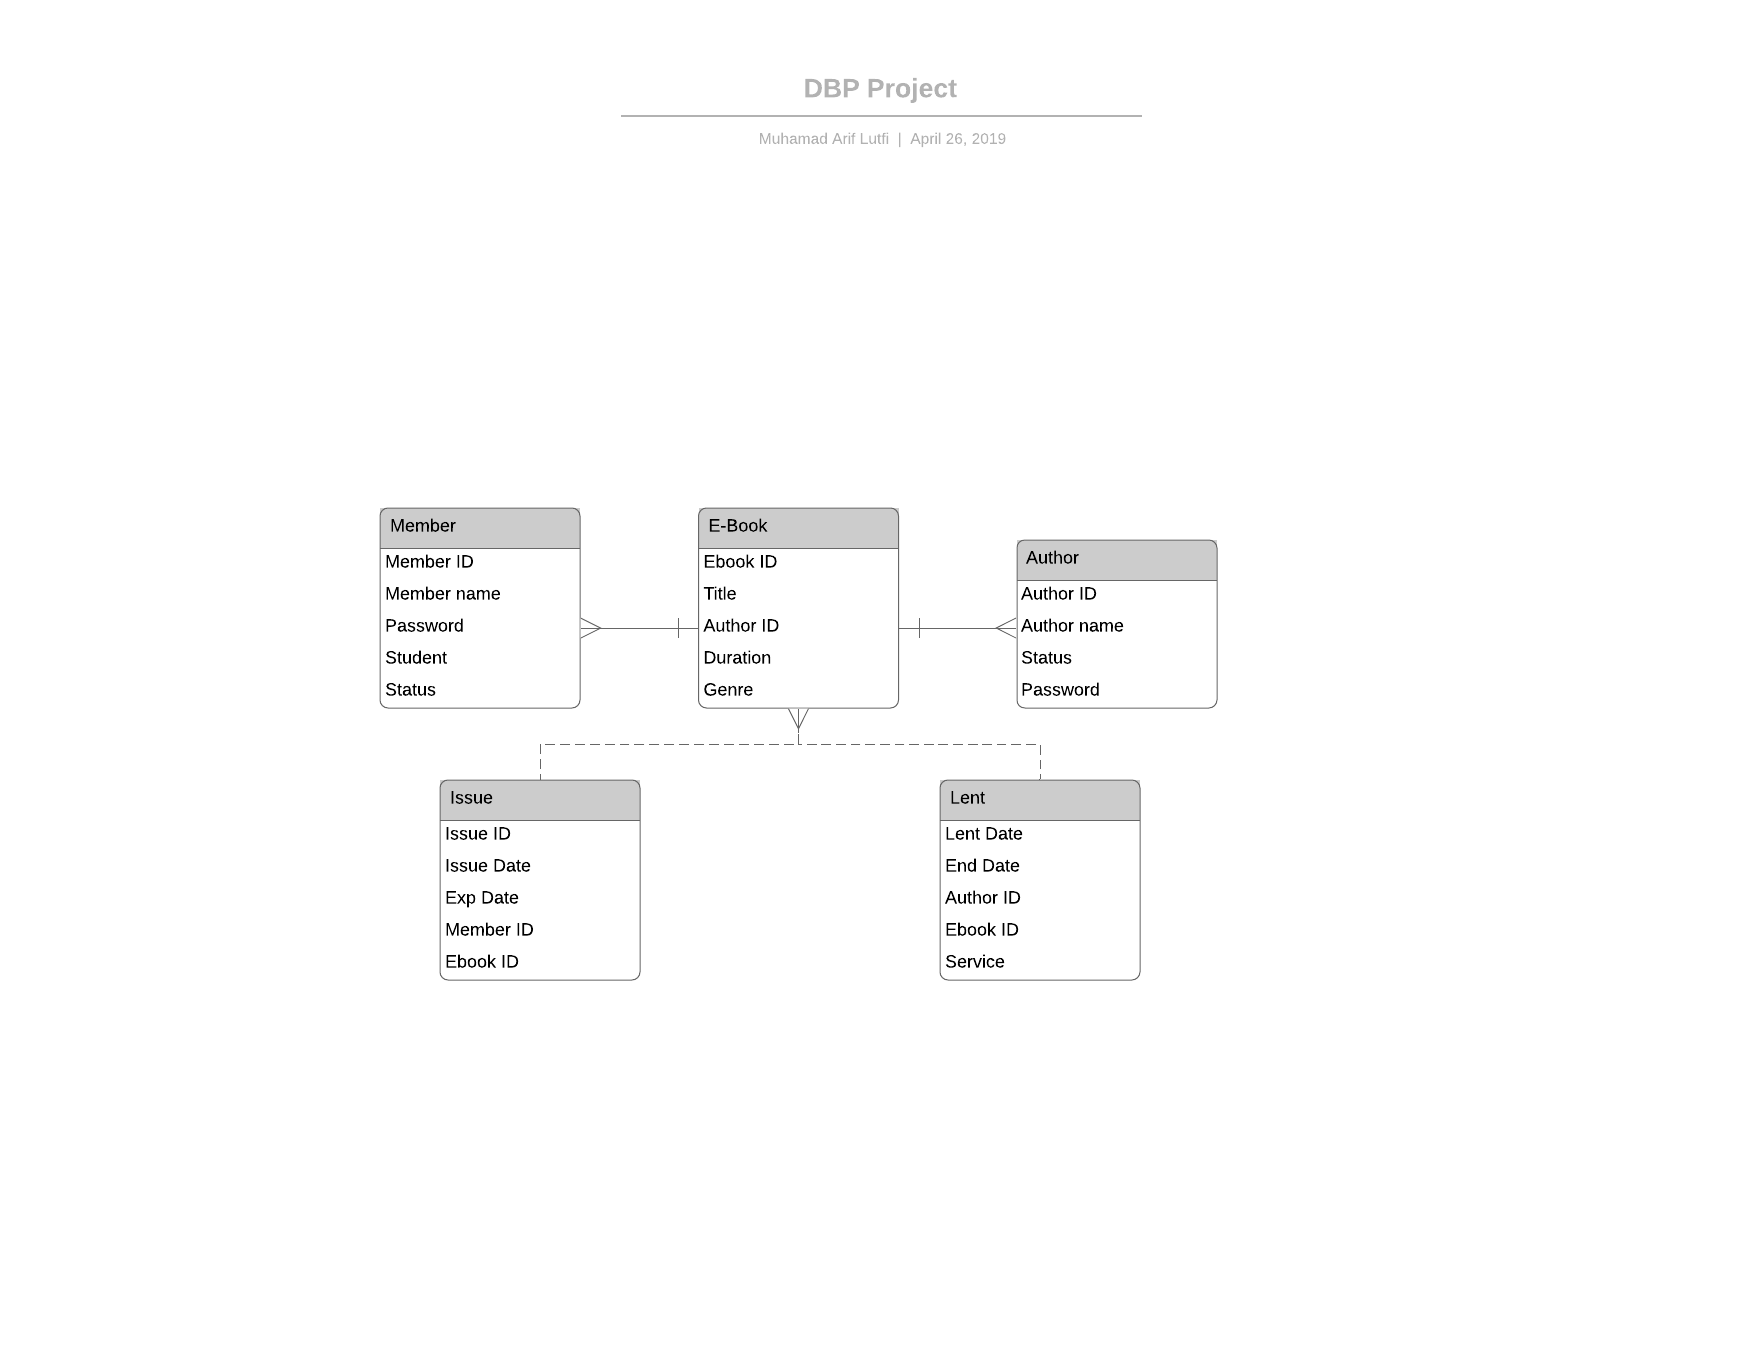 DBP Project
Muhamad Arif Lutfi | April 26, 2019
Member
Member ID
Member name
Password
Student
Status
E-Book
Ebook ID
Title
Author ID
Duration
Genre
Author
Author ID
Author name
Status
Password
Issue
Issue ID
Issue Date
Exp Date
Member ID
Ebook ID
Lent
Lent Date
End Date
Author ID
Ebook ID
Service